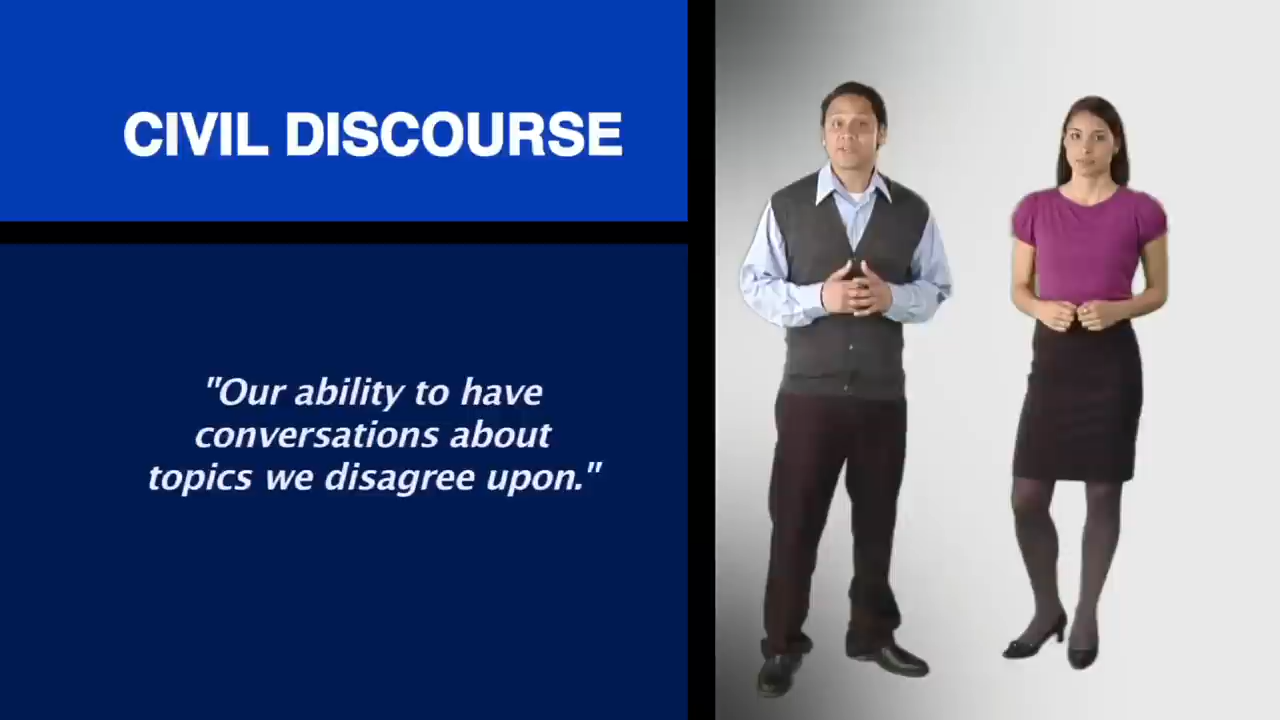 CIVIL DISCOURSE
"Our ability to have
conversations about
topics we disagree upon."